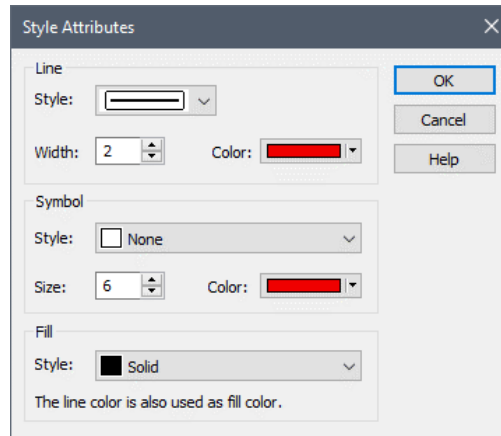 Style Attributes
Line
Style:
Width: 2 Color:
Symbol
Style: None
Size: 6 Color:
Fill
Style: Solid
The line color is also used as fill color.
OK
Cancel
Help